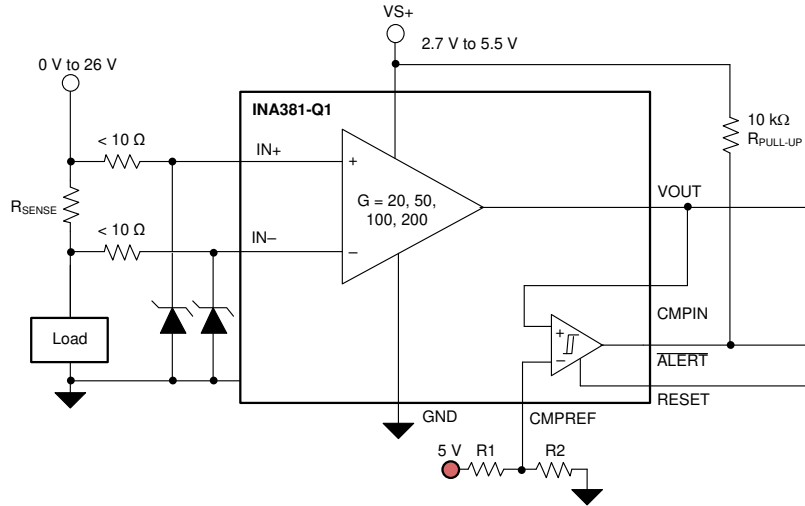 VS+
2.7 V to 5.5 V
0 V to 26 V
INA381-Q1
< 10 Ω
IN+
+
10 kΩ
RPULL-UP
RSENSE
G = 20, 50,
100, 200
VOUT
< 10 Ω
IN–
–
CMPIN
Load
+
–
ALERT
RESET
GND
CMPREF
5 V
R1
R2